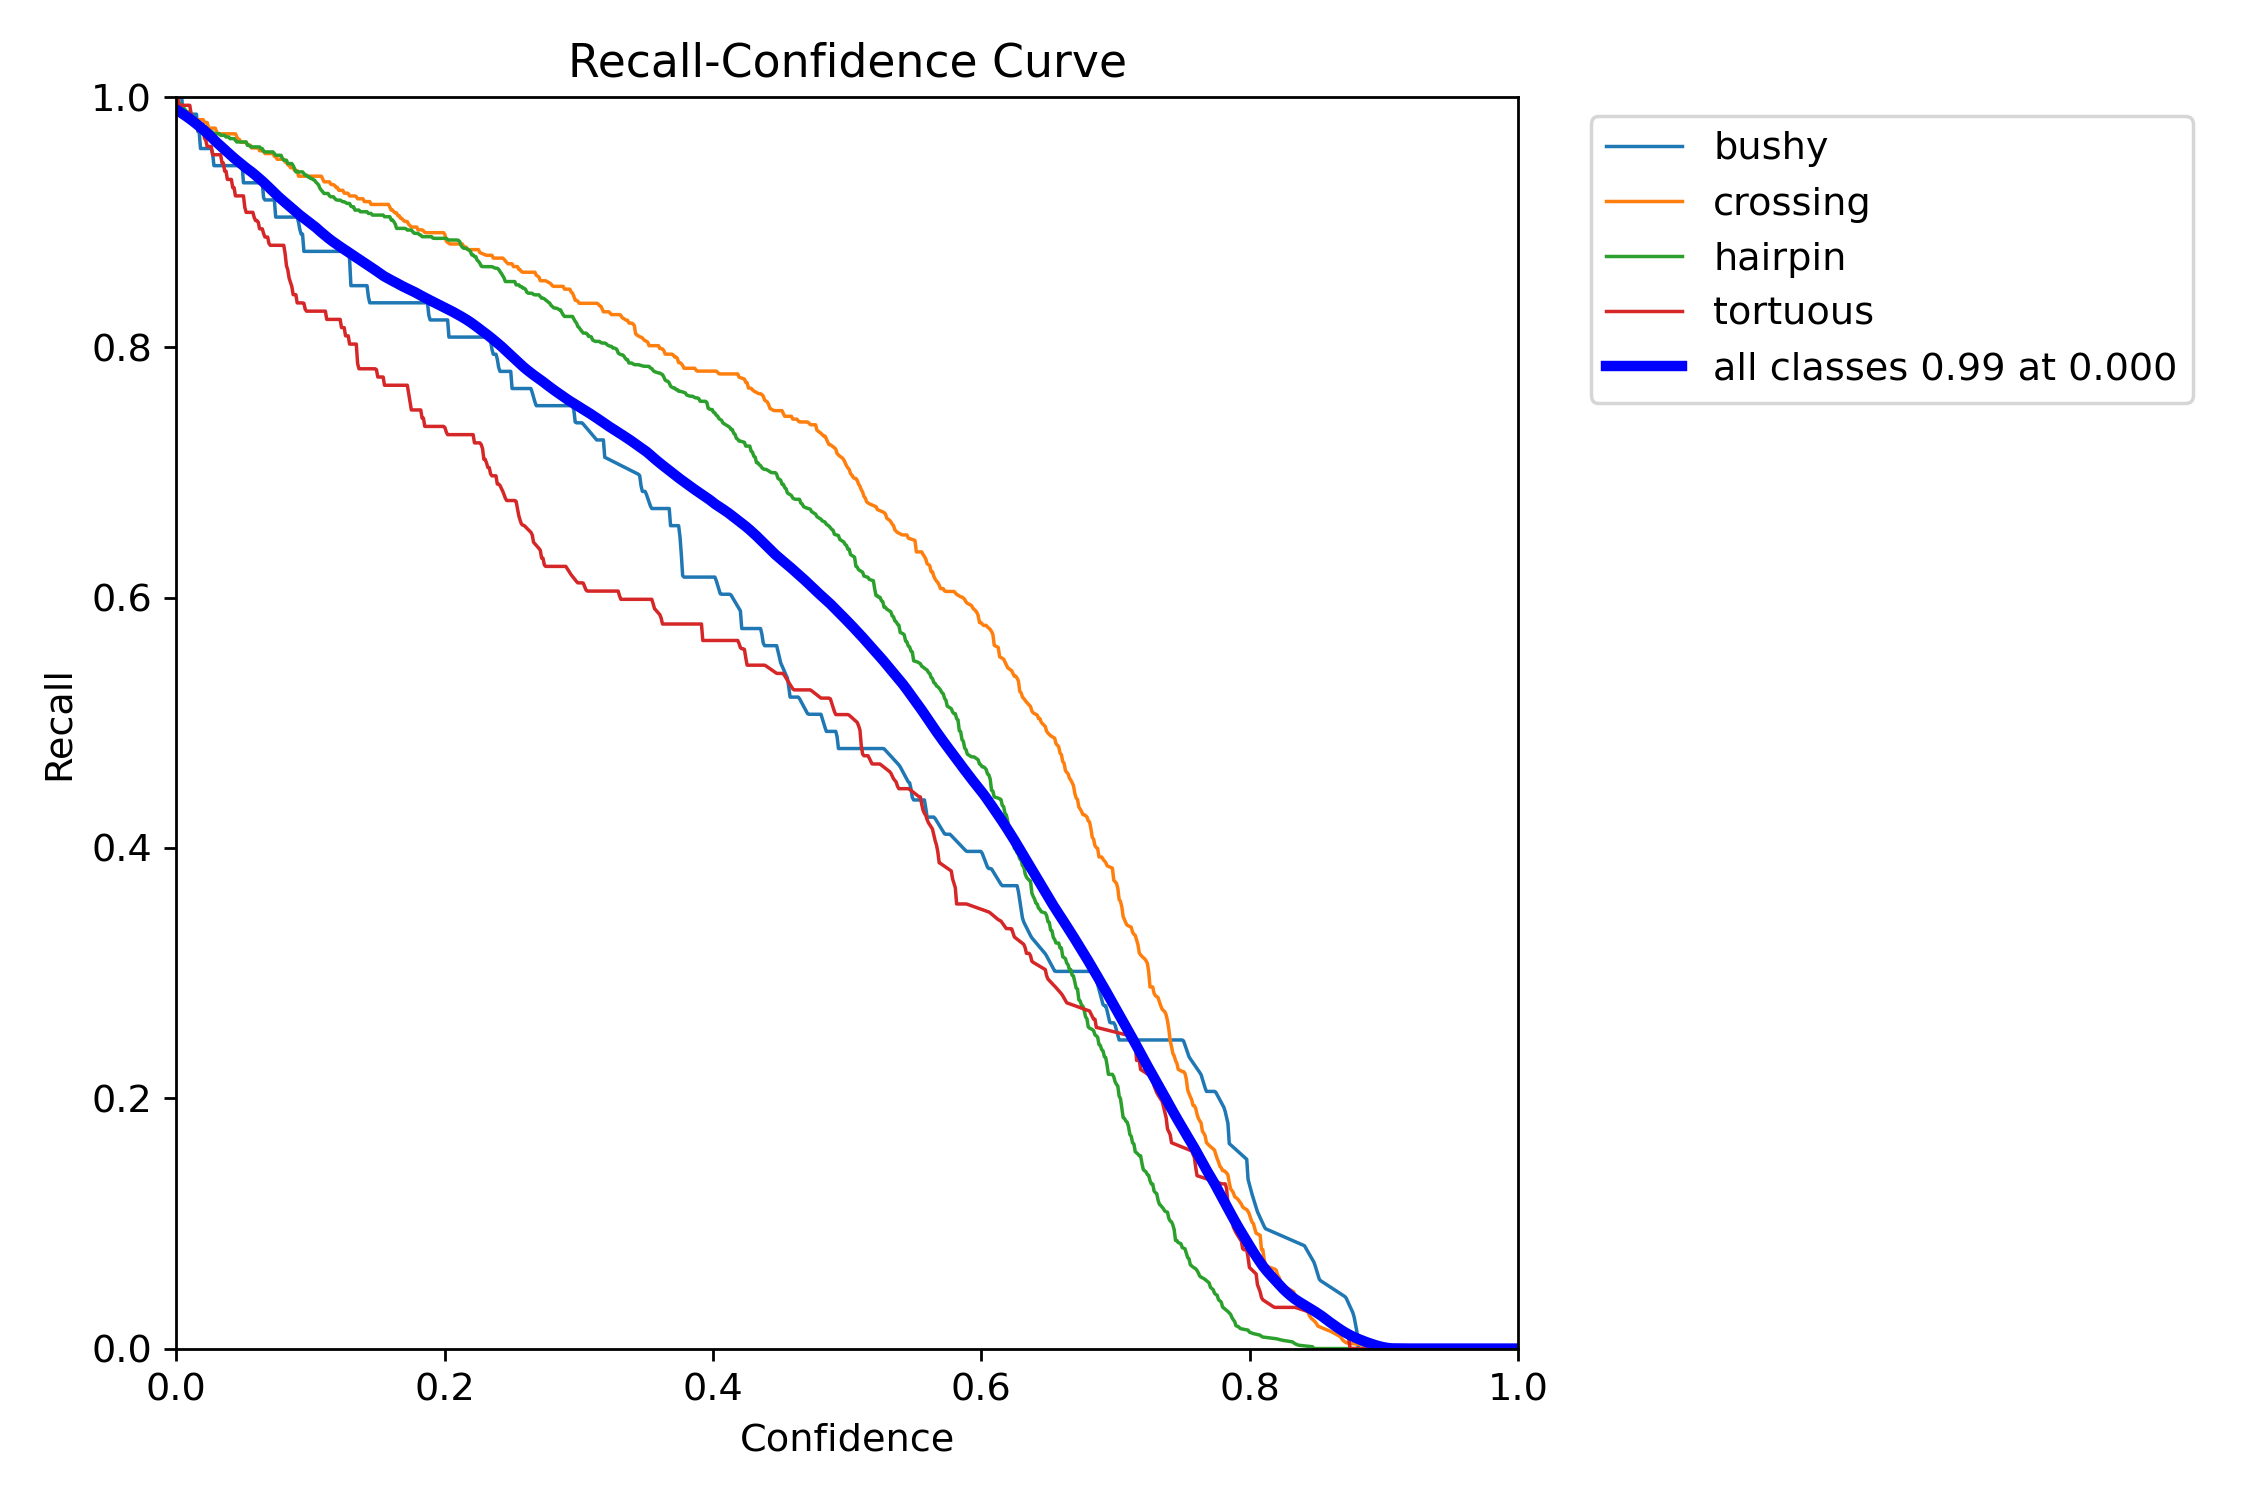 Recall-Confidence Curve
1.0
0.8
0.6
0.4
0.2
0.0
Recall
0.0 0.2 0.4 0.6 0.8 1.0
Confidence
bushy
crossing
hairpin
tortuous
all classes 0.99 at 0.000